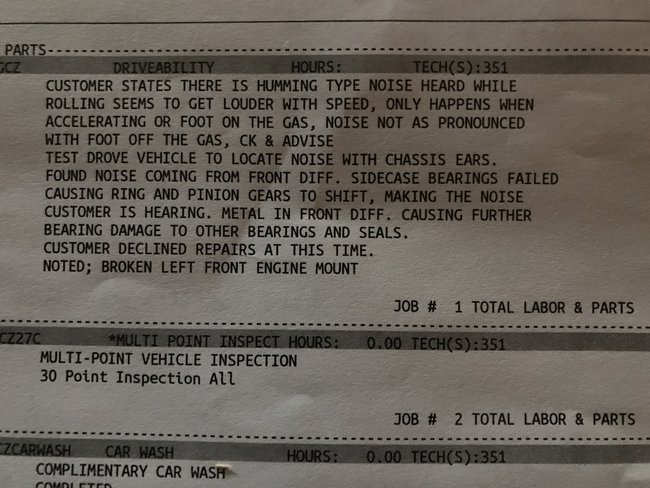 PARTS
GCZ DRIVEABILITY HOURS: TECH(S):351
CUSTOMER STATES THERE IS HUMMING TYPE NOISE HEARD WHILE
ROLLING SEEMS TO GET LOUDER WITH SPEED, ONLY HAPPENS WHEN
ACCELERATING OR FOOT ON THE GAS, NOISE NOT AS PRONOUNCED
WITH FOOT OFF THE GAS, CK & ADVISE
TEST DROVE VEHICLE TO LOCATE NOISE WITH CHASSIS EARS.
FOUND NOISE COMING FROM FRONT DIFF. SIDECASE BEARINGS FAILED
CAUSING RING AND PINION GEARS TO SHIFT, MAKING THE NOISE
CUSTOMER IS HEARING. METAL IN FRONT DIFF. CAUSING FURTHER
BEARING DAMAGE TO OTHER BEARINGS AND SEALS.
CUSTOMER DECLINED REPAIRS AT THIS TIME.
NOTED; BROKEN LEFT FRONT ENGINE MOUNT
JOB # 1 TOTAL LABOR & PARTS
CZ27C *MULTI POINT INSPECT HOURS: 0.00 TECH(S):351
MULTI-POINT VEHICLE INSPECTION
30 Point Inspection All
JOB # 2 TOTAL LABOR & PARTS
CZCARWASH CAR WASH HOURS: 0.00 TECH(S):351
COMPLIMENTARY CAR WASH
COMPLETED